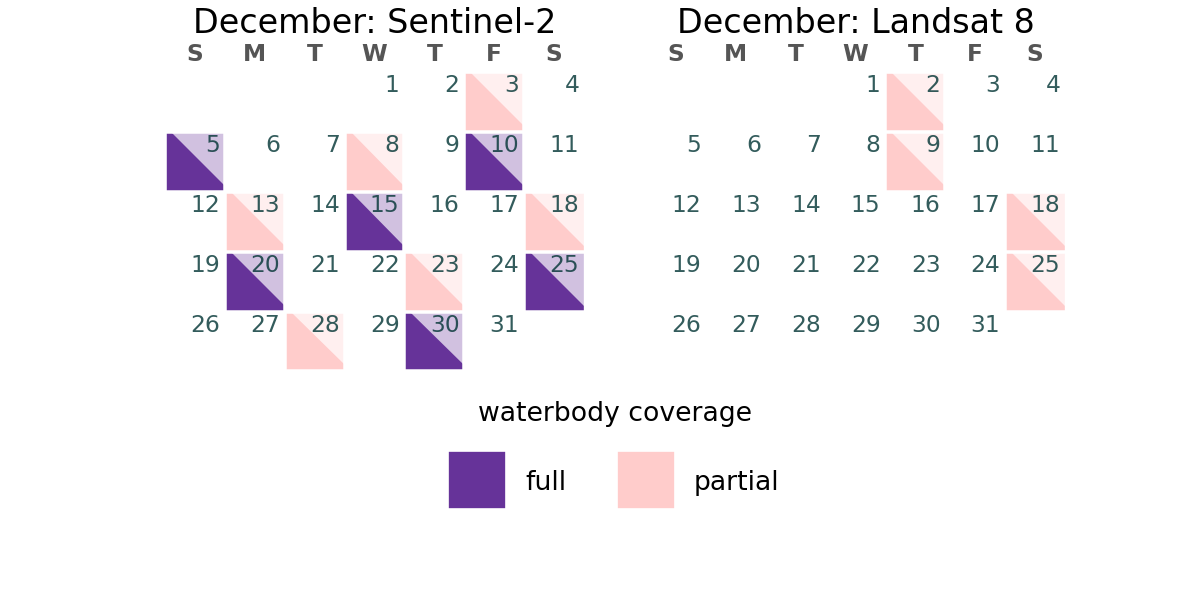 December: Sentinel-2
S M T W T F S
1 2 3 4
5 6 7 8 9 10 11
12 13 14 15 16 17 18
19 20 21 22 23 24 25
26 27 28 29 30 31
December: Landsat 8
S M T W T F S
1 2 3 4
5 6 7 8 9 10 11
12 13 14 15 16 17 18
19 20 21 22 23 24 25
26 27 28 29 30 31
waterbody coverage
full partial